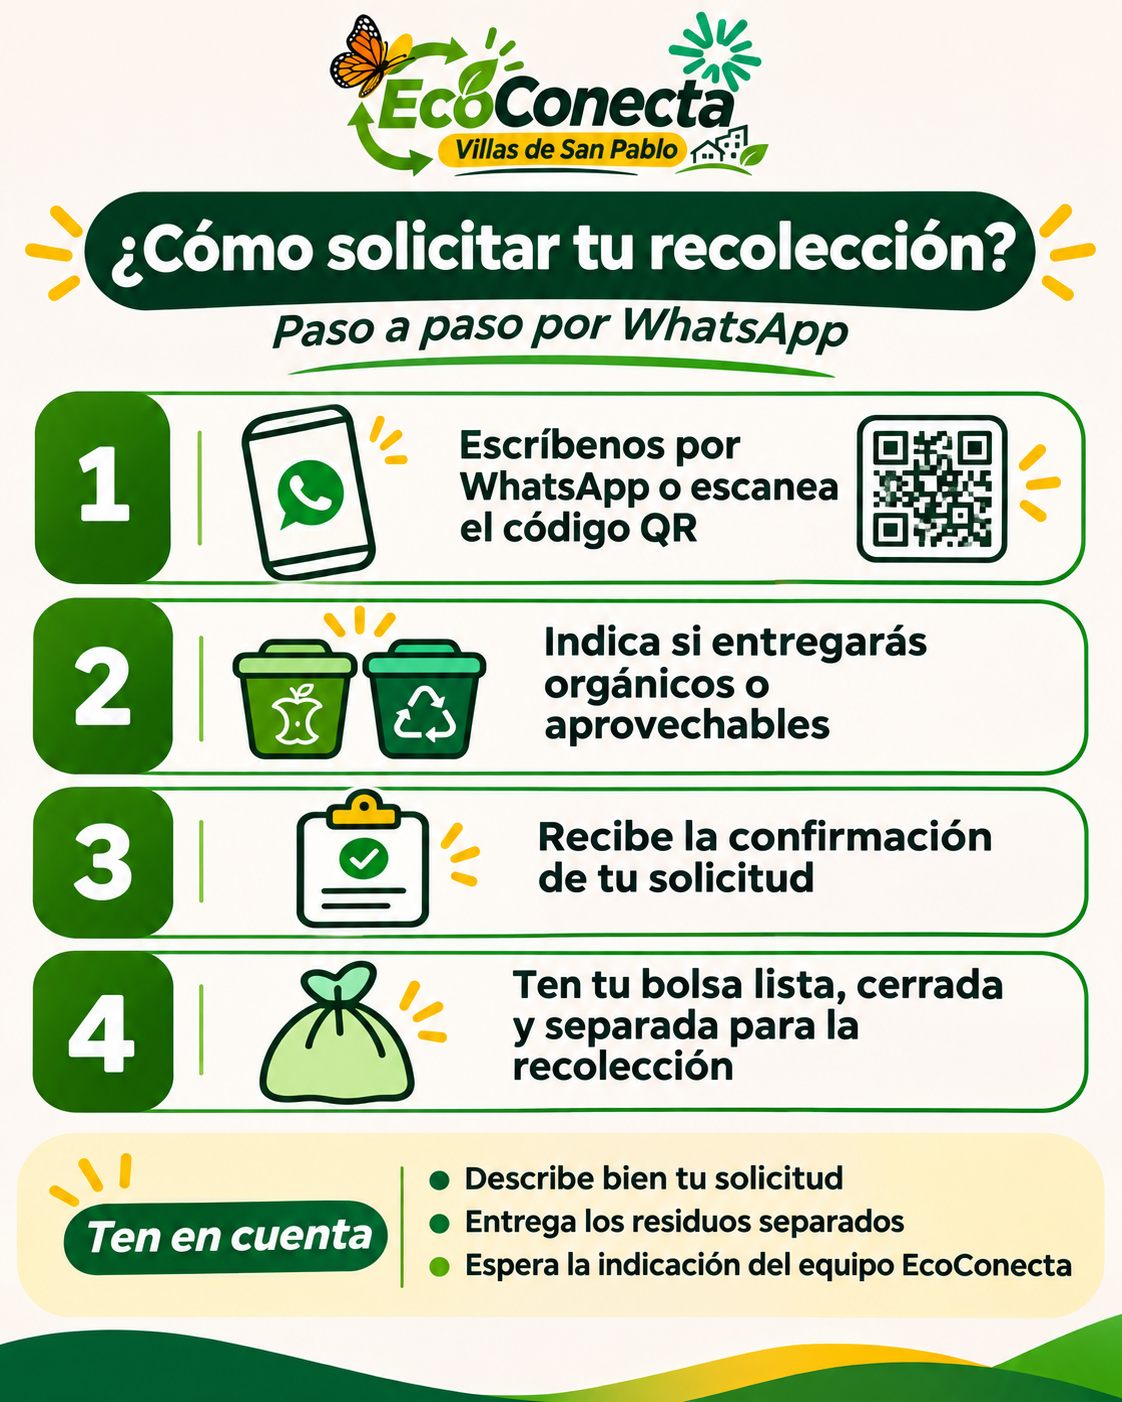 EcoConecta
Villas de San Pablo
¿Cómo solicitar tu recolección?
Paso a paso por WhatsApp
1
Escríbenos por
WhatsApp o escanea
el código QR
2
Indica si entregarás
orgánicos o
aprovechables
3
Recibe la confirmación
de tu solicitud
4
Ten tu bolsa lista, cerrada
y separada para la
recolección
Ten en cuenta
Describe bien tu solicitud
Entrega los residuos separados
Espera la indicación del equipo EcoConecta